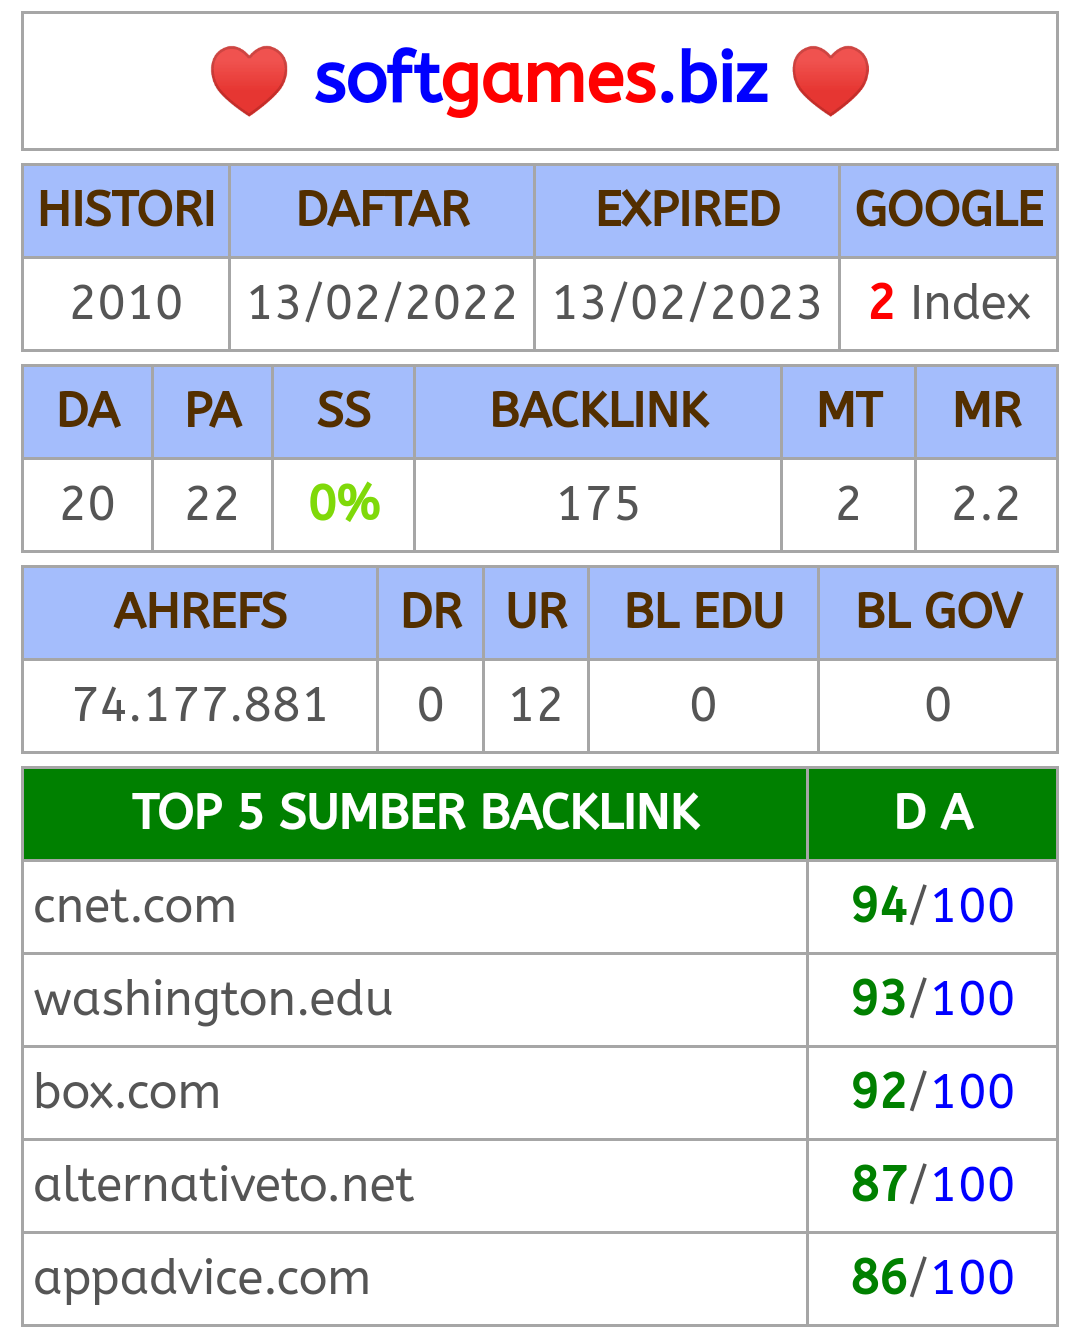 ❤️ softgames.biz ❤️
HISTORI DAFTAR EXPIRED GOOGLE
2010 13/02/2022 13/02/2023 2 Index
DA PA SS BACKLINK MT MR
20 22 0% 175 2 2.2
AHREFS DR UR BL EDU BL GOV
74.177.881 0 12 0 0
TOP 5 SUMBER BACKLINK D A
cnet.com 94/100
washington.edu 93/100
box.com 92/100
alternativeto.net 87/100
appadvice.com 86/100